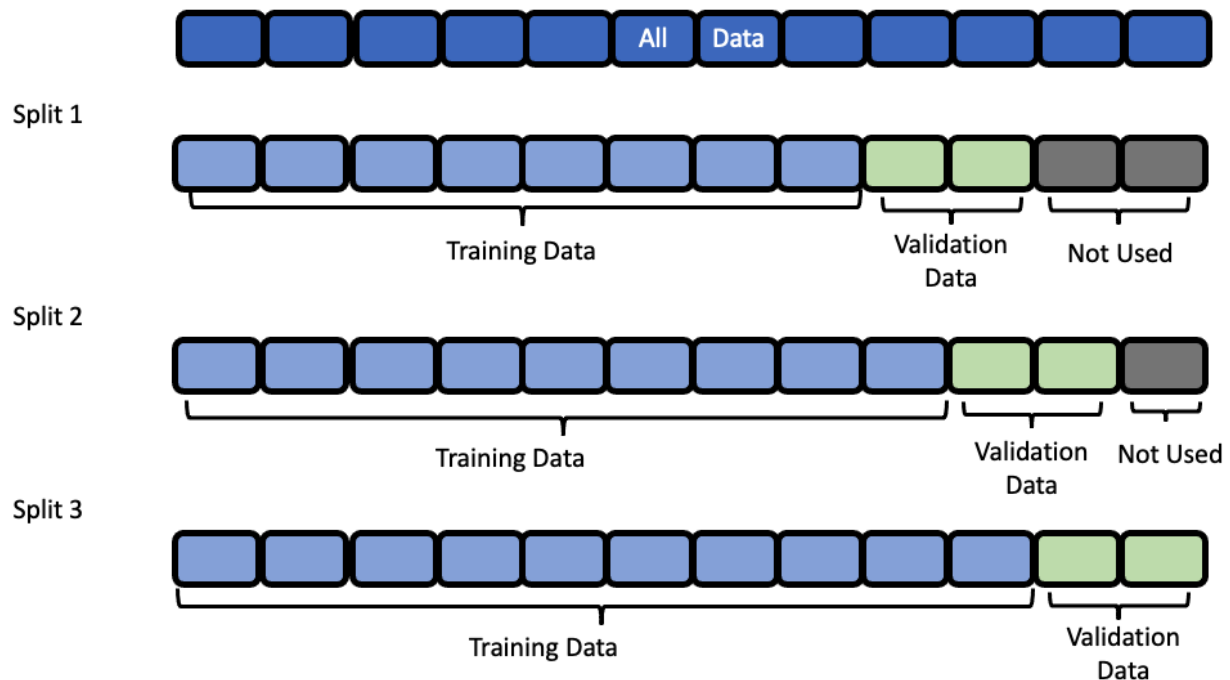 All Data
Split 1
Training Data
Validation
Data
Not Used
Split 2
Training Data
Validation
Data
Not Used
Split 3
Training Data
Validation
Data